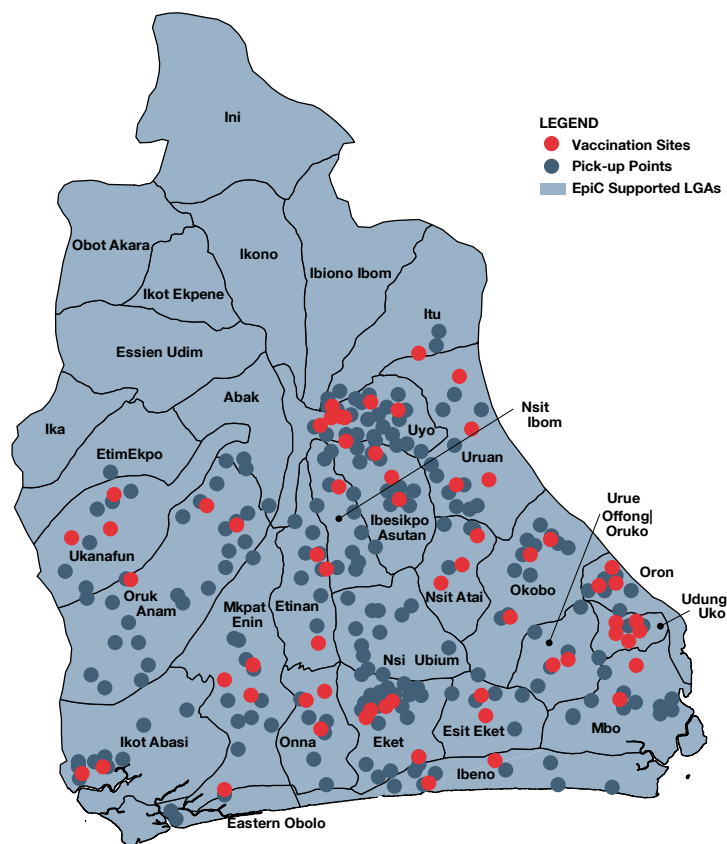 Ini
LEGEND
Vaccination Sites
Pick-up Points
EpiC Supported LGAs
Obot Akara
Ikono
Ibiono Ibom
Ikot Ekpene
Itu
Essien Udim
Abak
Nsit
Ibom
Ika
Uyo
EtimEkpo
Uruan
Urue
Offong|
Oruko
Ibesikpo
Asutan
Ukanafun
Oron
Okobo
Udung
Uko
Oruk
Anam
Mkpat
Enin
Etinan
Nsit Atai
Nsi Ubium
Ikot Abasi
Onna
Eket
Esit Eket
Mbo
Ibeno
Eastern Obolo